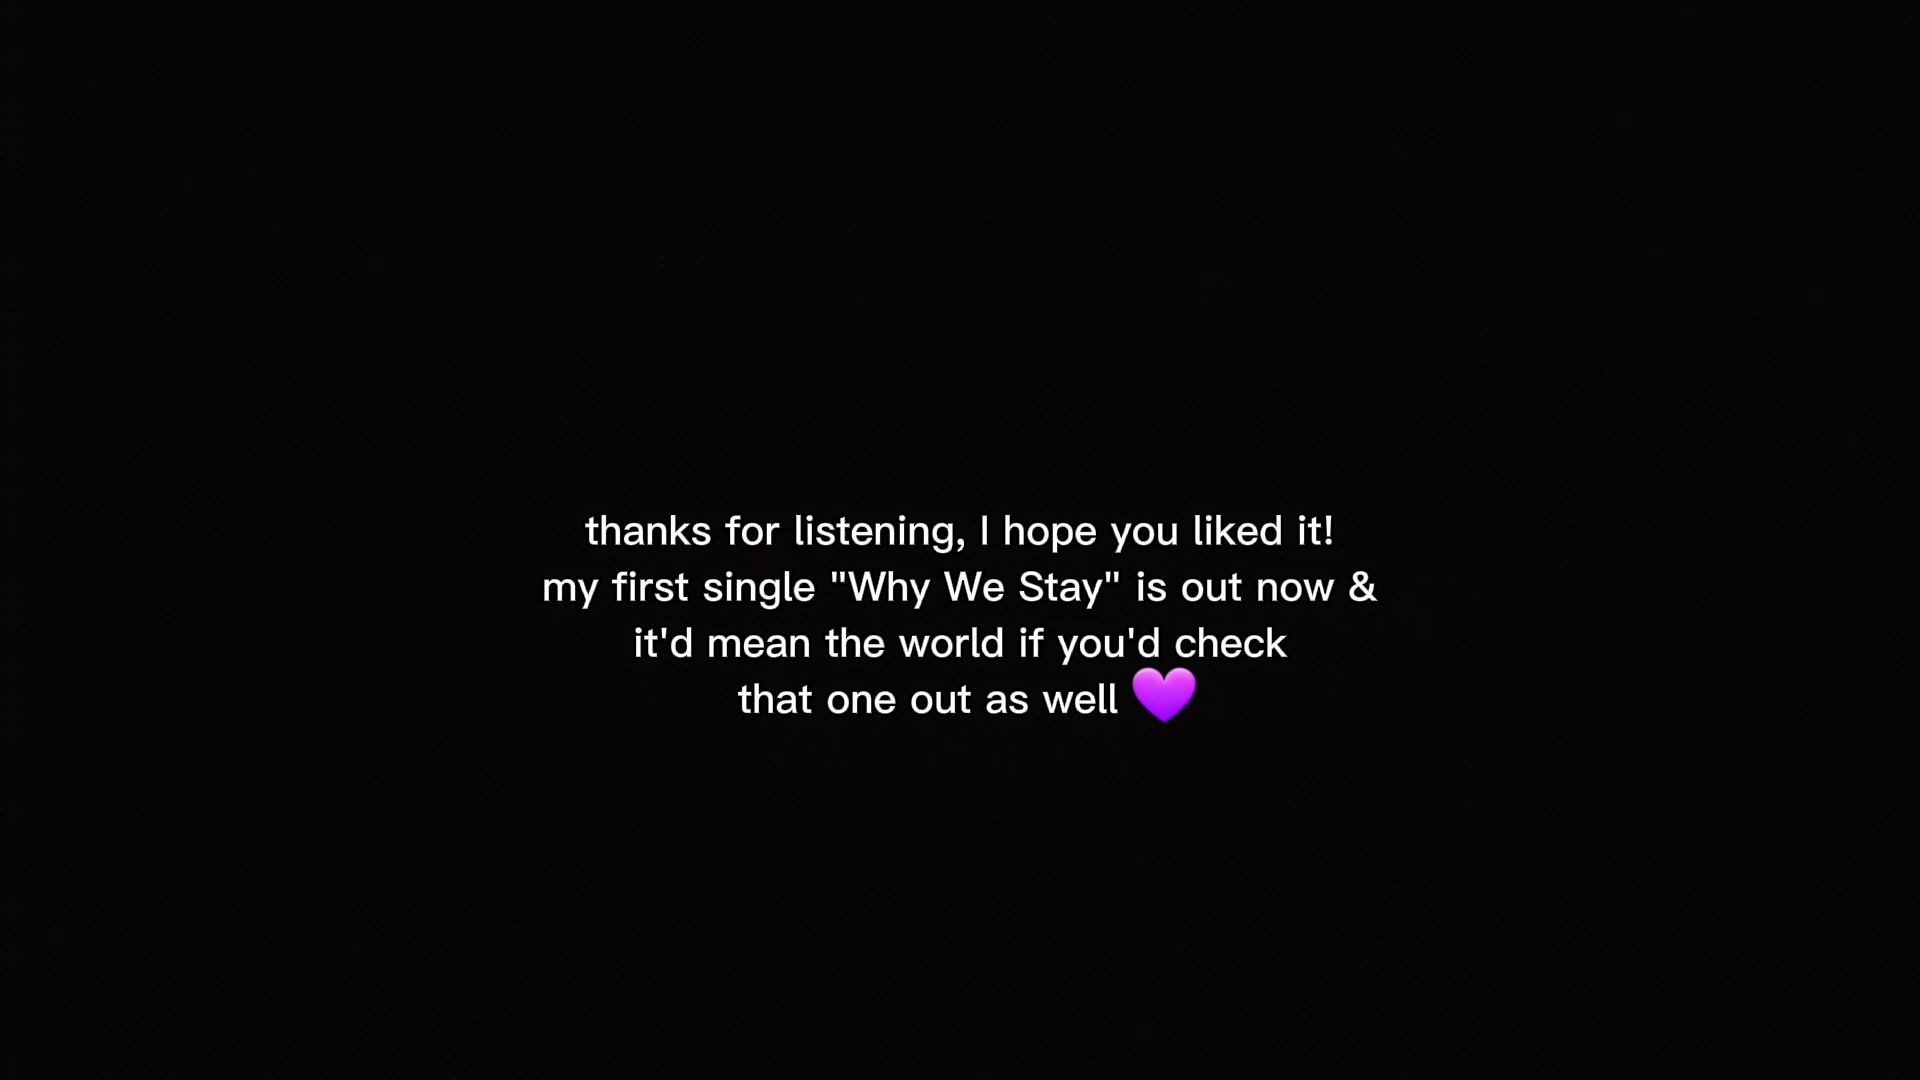 thanks for listening, I hope you liked it!
my first single "Why We Stay" is out now &
it'd mean the world if you'd check
that one out as well 💜